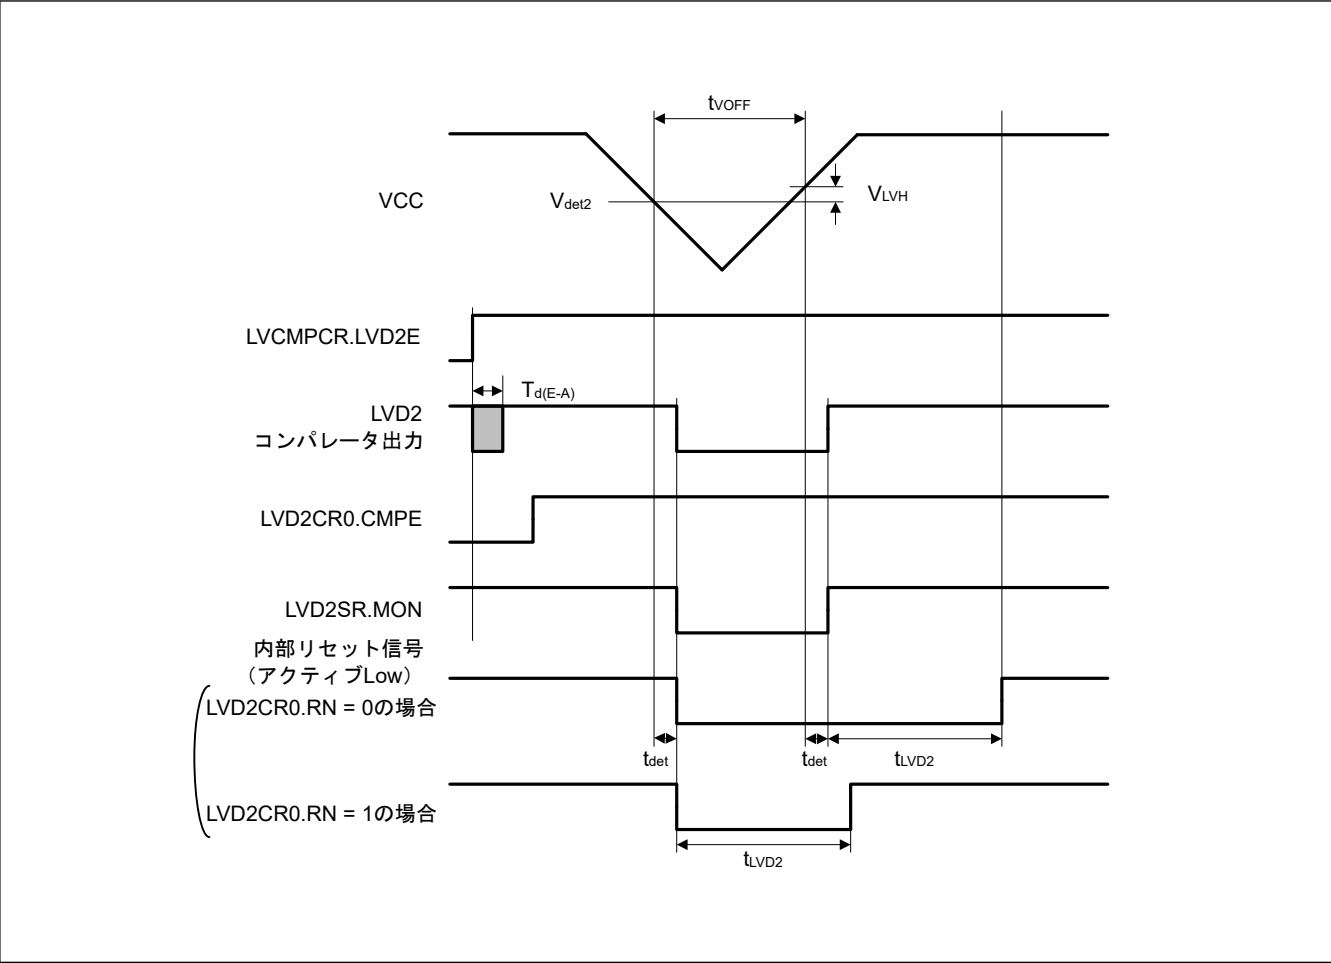 tVOFF
VCC
Vdet2
VLVH
LVCMPCR.LVD2E
Td(E-A)
LVD2
コンパレータ出力
LVD2CR0.CMPE
LVD2SR.MON
内部リセット信号
（アクティブLow）
LVD2CR0.RN = 0の場合
tdet
tdet
tLVD2
LVD2CR0.RN = 1の場合
tLVD2